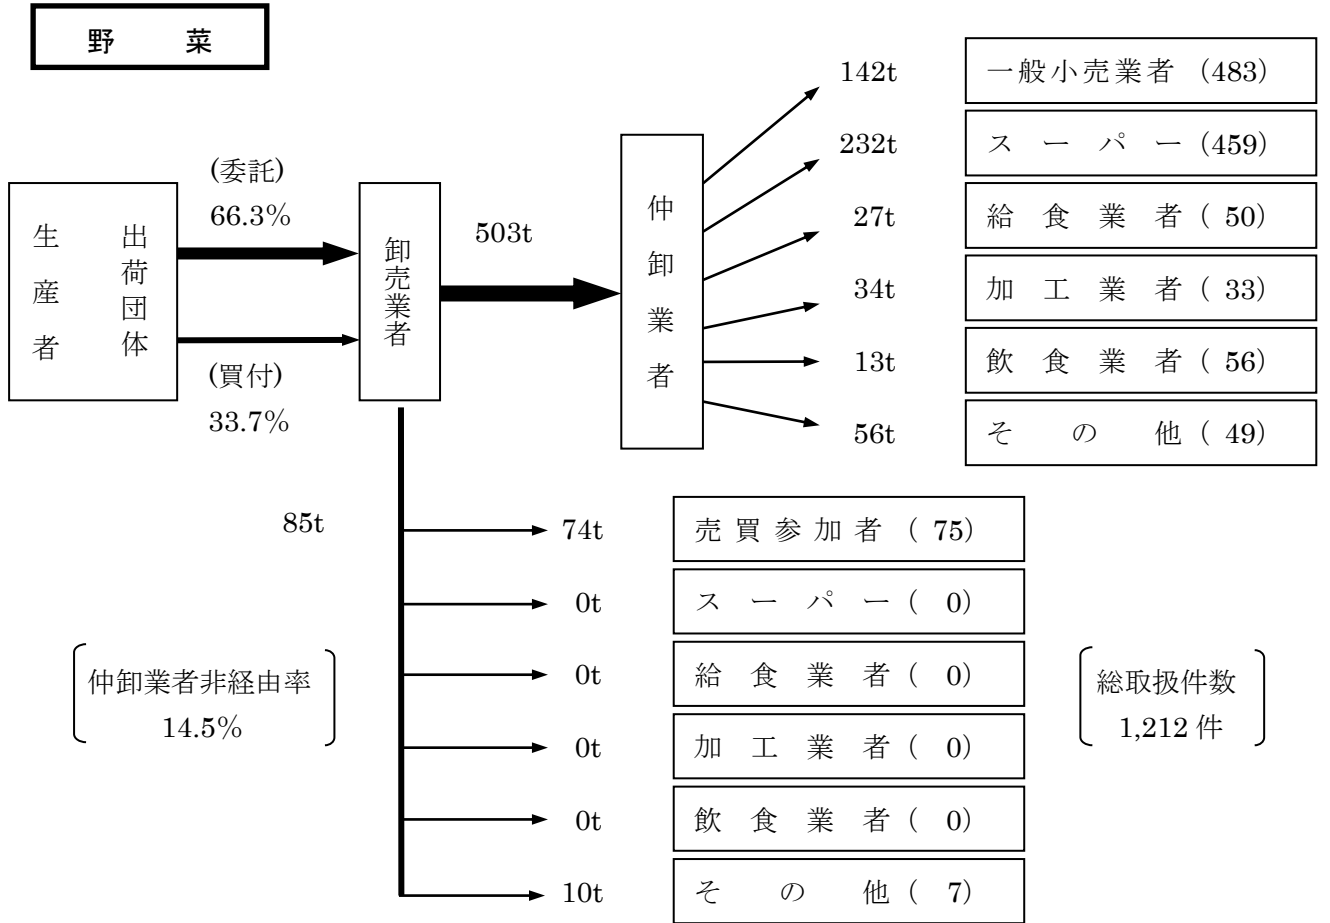 野 菜
生産者
出荷団体
(委託)
66.3%
(買付)
33.7%
卸売業者
503t
仲卸業者
142t 一般小売業者 (483)
232t スーパー (459)
27t 給食業者 ( 50)
34t 加工業者 ( 33)
13t 飲食業者 ( 56)
56t その他 ( 49)
85t
74t 売買参加者 ( 75)
0t スーパー ( 0)
0t 給食業者 ( 0)
0t 加工業者 ( 0)
0t 飲食業者 ( 0)
10t その他 ( 7)
仲卸業者非経由率
14.5%
総取扱件数
1,212 件